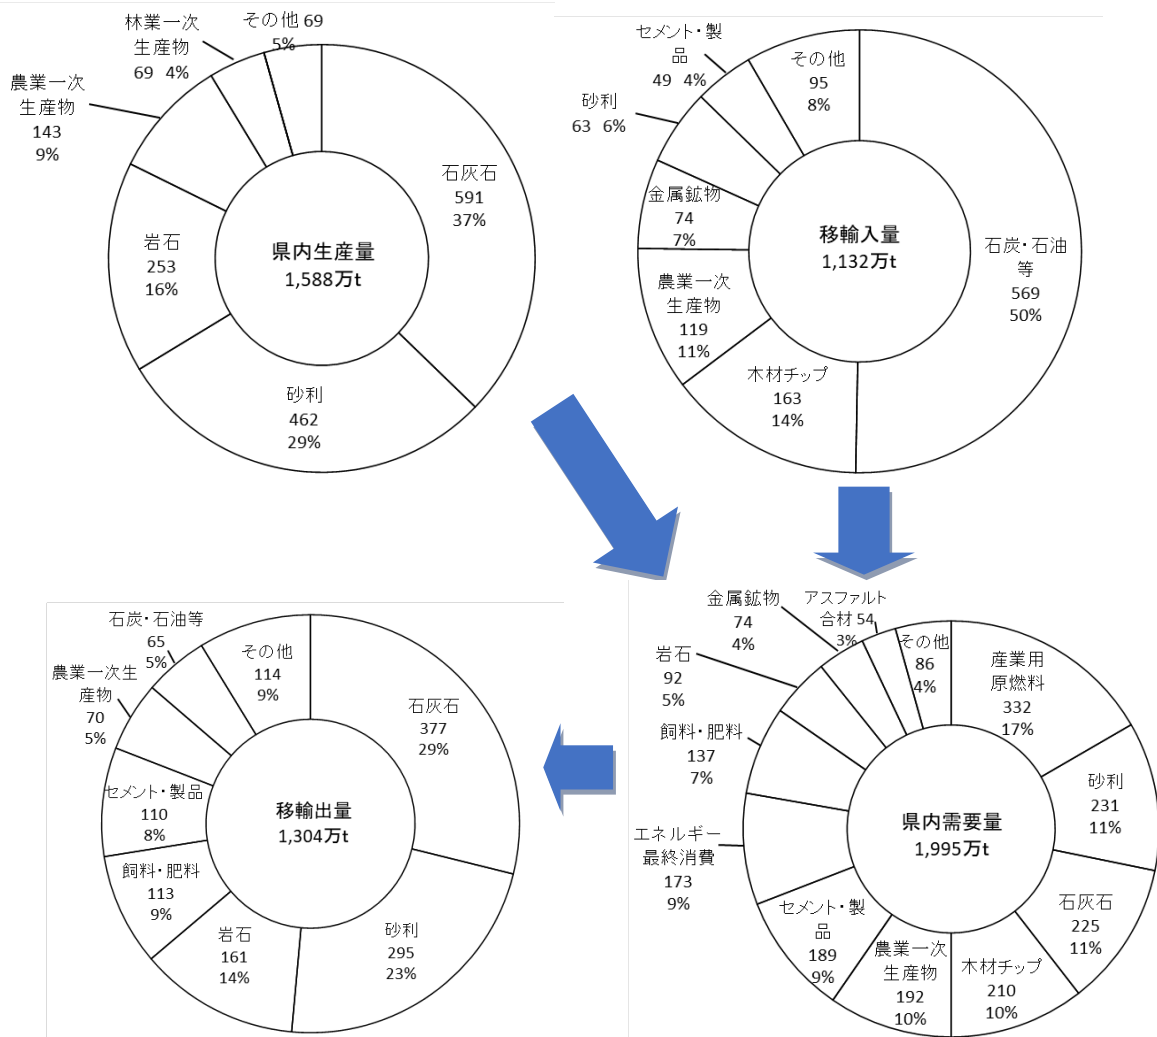 林業一次
生産物
69 4%
その他 69
5%
農業一次
生産物
143
9%
石灰石
591
37%
岩石
253
16%
県内生産量
1,588万t
砂利
462
29%
セメント・製
品
49 4%
その他
95
8%
砂利
63 6%
金属鉱物
74
7%
移輸入量
1,132万t
石炭・石油
等
569
50%
農業一次
生産物
119
11%
木材チップ
163
14%
石炭・石油等
65
5%
その他
114
9%
農業一次生
産物
70
5%
石灰石
377
29%
セメント・製品
110
8%
移輸出量
1,304万t
飼料・肥料
113
9%
岩石
161
14%
砂利
295
23%
金属鉱物
74
4%
アスファルト
合材 54
3%
その他
86
4%
産業用
原燃料
332
17%
岩石
92
5%
飼料・肥料
137
7%
砂利
231
11%
エネルギー
最終消費
173
9%
県内需要量
1,995万t
セメント・製
品
189
9%
農業一次
生産物
192
10%
木材チップ
210
10%
石灰石
225
11%